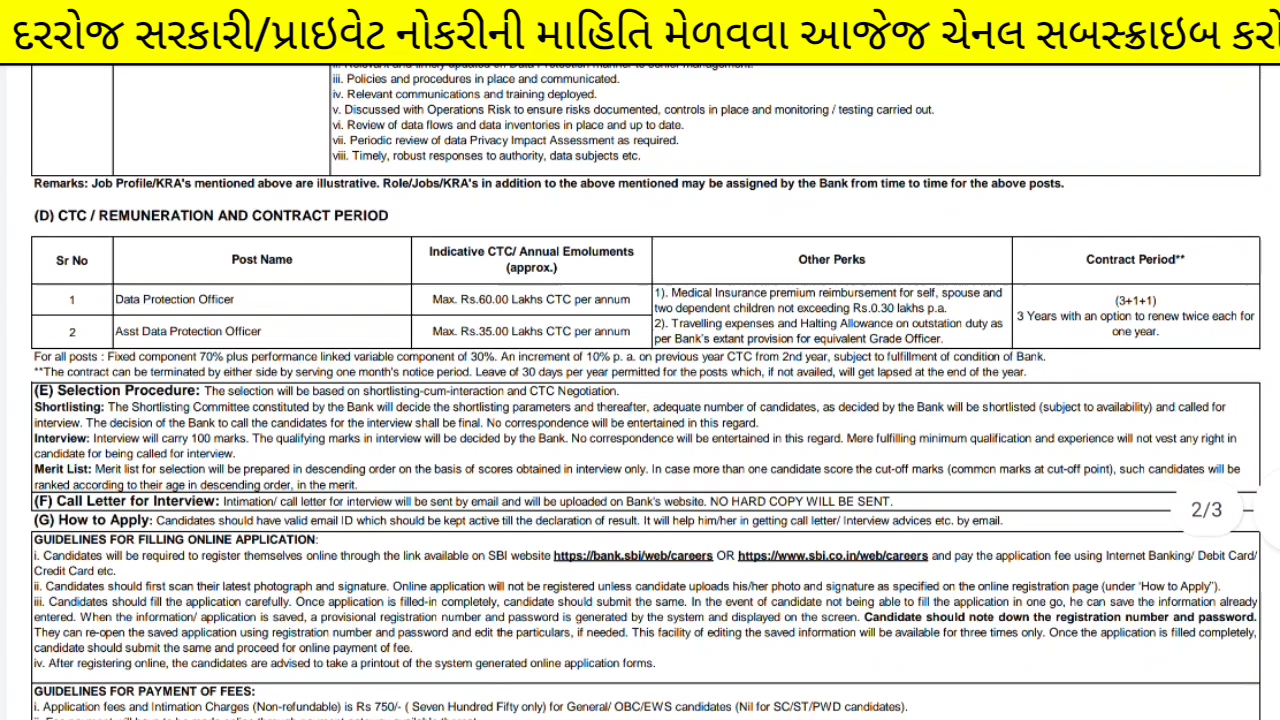 દરરોજ સરકારી/પ્રાઇવેટ નોકરીની માહિતિ મેળવવા આજેજ ચેનલ સબસ્ક્રાઇબ કરો
ii. Relevant and timely updated on Data Protection manner to senior management.
iii. Policies and procedures in place and communicated.
iv. Relevant communications and training deployed.
v. Discussed with Operations Risk to ensure risks documented, controls in place and monitoring / testing carried out.
vi. Review of data flows and data inventories in place and up to date.
vii. Periodic review of data Privacy Impact Assessment as required.
viii. Timely, robust responses to authority, data subjects etc.
Remarks: Job Profile/KRA's mentioned above are illustrative. Role/Jobs/KRA's in addition to the above mentioned may be assigned by the Bank from time to time for the above posts.
(D) CTC / REMUNERATION AND CONTRACT PERIOD
Sr No Post Name Indicative CTC/ Annual Emoluments (approx.) Other Perks Contract Period**
1 Data Protection Officer Max. Rs.60.00 Lakhs CTC per annum
2 Asst Data Protection Officer Max. Rs.35.00 Lakhs CTC per annum
1). Medical Insurance premium reimbursement for self, spouse and
two dependent children not exceeding Rs.0.30 lakhs p.a.
2). Travelling expenses and Halting Allowance on outstation duty as
per Bank's extant provision for equivalent Grade Officer.
(3+1+1)
3 Years with an option to renew twice each for
one year.
For all posts : Fixed component 70% plus performance linked variable component of 30%. An increment of 10% p. a. on previous year CTC from 2nd year, subject to fulfillment of condition of Bank.
**The contract can be terminated by either side by serving one month's notice period. Leave of 30 days per year permitted for the posts which, if not availed, will get lapsed at the end of the year.
(E) Selection Procedure: The selection will be based on shortlisting-cum-interaction and CTC Negotiation.
Shortlisting: The Shortlisting Committee constituted by the Bank will decide the shortlisting parameters and thereafter, adequate number of candidates, as decided by the Bank will be shortlisted (subject to availability) and called for
interview. The decision of the Bank to call the candidates for the interview shall be final. No correspondence will be entertained in this regard.
Interview: Interview will carry 100 marks. The qualifying marks in interview will be decided by the Bank. No correspondence will be entertained in this regard. Mere fulfilling minimum qualification and experience will not vest any right in
candidate for being called for interview.
Merit List: Merit list for selection will be prepared in descending order on the basis of scores obtained in interview only. In case more than one candidate score the cut-off marks (common marks at cut-off point), such candidates will be
ranked according to their age in descending order, in the merit.
(F) Call Letter for Interview: Intimation/ call letter for interview will be sent by email and will be uploaded on Bank's website. NO HARD COPY WILL BE SENT.
2/3
(G) How to Apply: Candidates should have valid email ID which should be kept active till the declaration of result. It will help him/her in getting call letter/ Interview advices etc. by email.
GUIDELINES FOR FILLING ONLINE APPLICATION:
i. Candidates will be required to register themselves online through the link available on SBI website https://bank.sbi/web/careers OR https://www.sbi.co.in/web/careers and pay the application fee using Internet Banking/ Debit Card/
Credit Card etc.
ii. Candidates should first scan their latest photograph and signature. Online application will not be registered unless candidate uploads his/her photo and signature as specified on the online registration page (under 'How to Apply").
iii. Candidates should fill the application carefully. Once application is filled-in completely, candidate should submit the same. In the event of candidate not being able to fill the application in one go, he can save the information already
entered. When the information/ application is saved, a provisional registration number and password is generated by the system and displayed on the screen. Candidate should note down the registration number and password.
They can re-open the saved application using registration number and password and edit the particulars, if needed. This facility of editing the saved information will be available for three times only. Once the application is filled completely,
candidate should submit the same and proceed for online payment of fee.
iv. After registering online, the candidates are advised to take a printout of the system generated online application forms.
GUIDELINES FOR PAYMENT OF FEES:
i. Application fees and Intimation Charges (Non-refundable) is Rs 750/- ( Seven Hundred Fifty only) for General/ OBC/EWS candidates (Nil for SC/ST/PWD candidates).